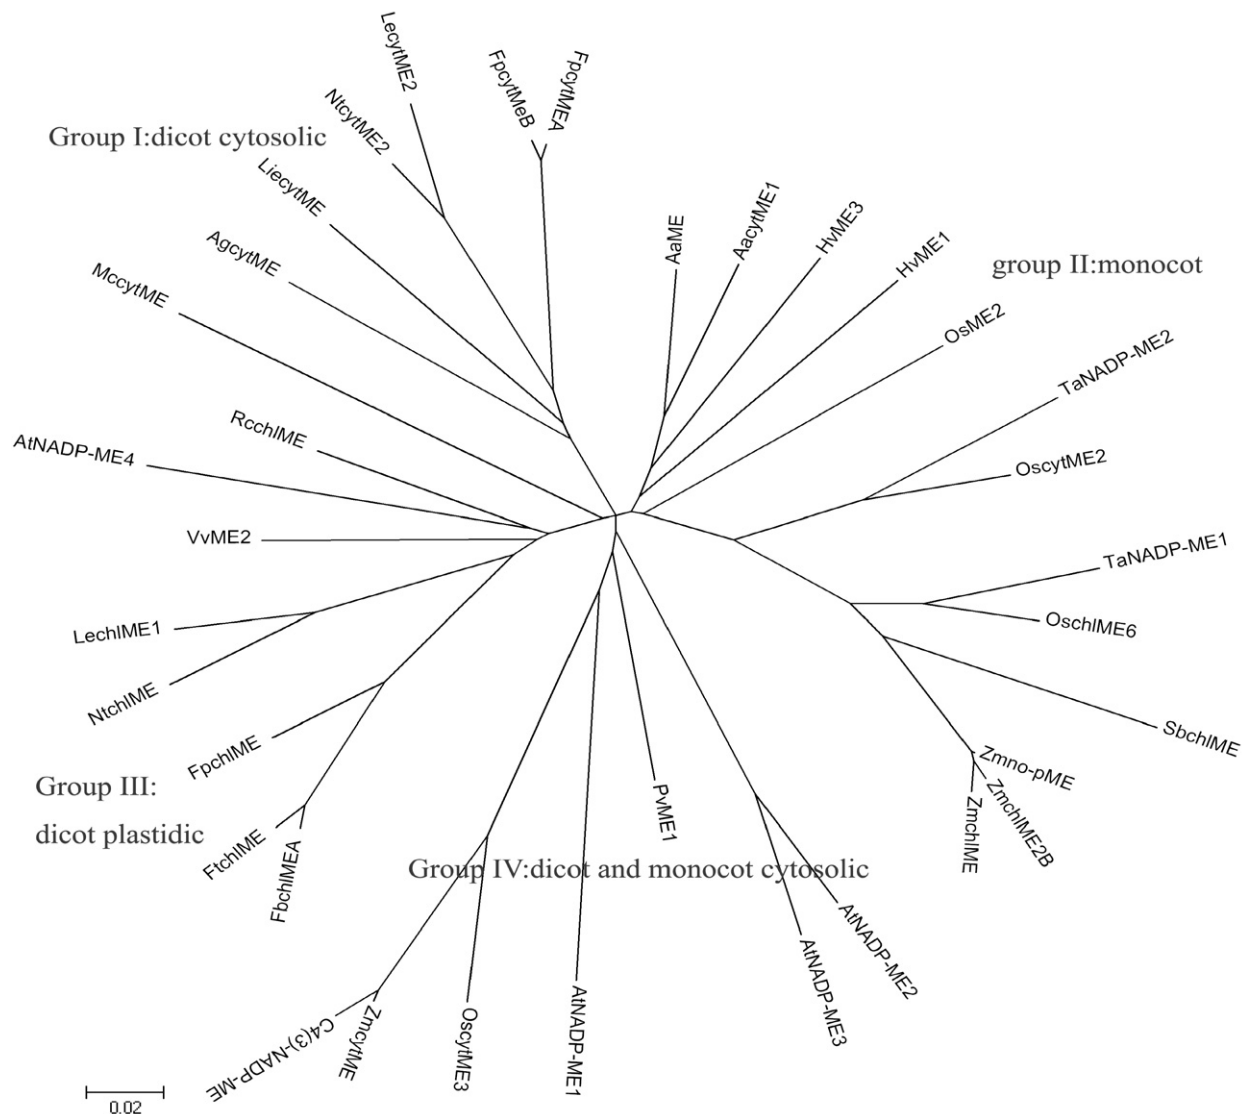 LecytME2
FpcytMeB
FpcytMEA
NtcytME2
Group I:dicot cytosolic
LiecytME
AgcytME
MccytME
AaME
AacytME1
HvME3
HvME1
group II:monocot
OsME2
TaNADP-ME2
RcchlME
AtNADP-ME4
OscytME2
VvME2
TaNADP-ME1
LechlME1
OschlME6
NtchlME
SbchlME
FpchlME
Zmno-pME
Group III:
dicot plastidic
ZmchlME2B
ZmchlME
PvME1
FtchlME
FbchlMEA
Group IV:dicot and monocot cytosolic
AtNADP-ME2
AtNADP-ME3
AtNADP-ME1
OscytME3
ZmcytME
C4(3)-NADP-ME
0.02